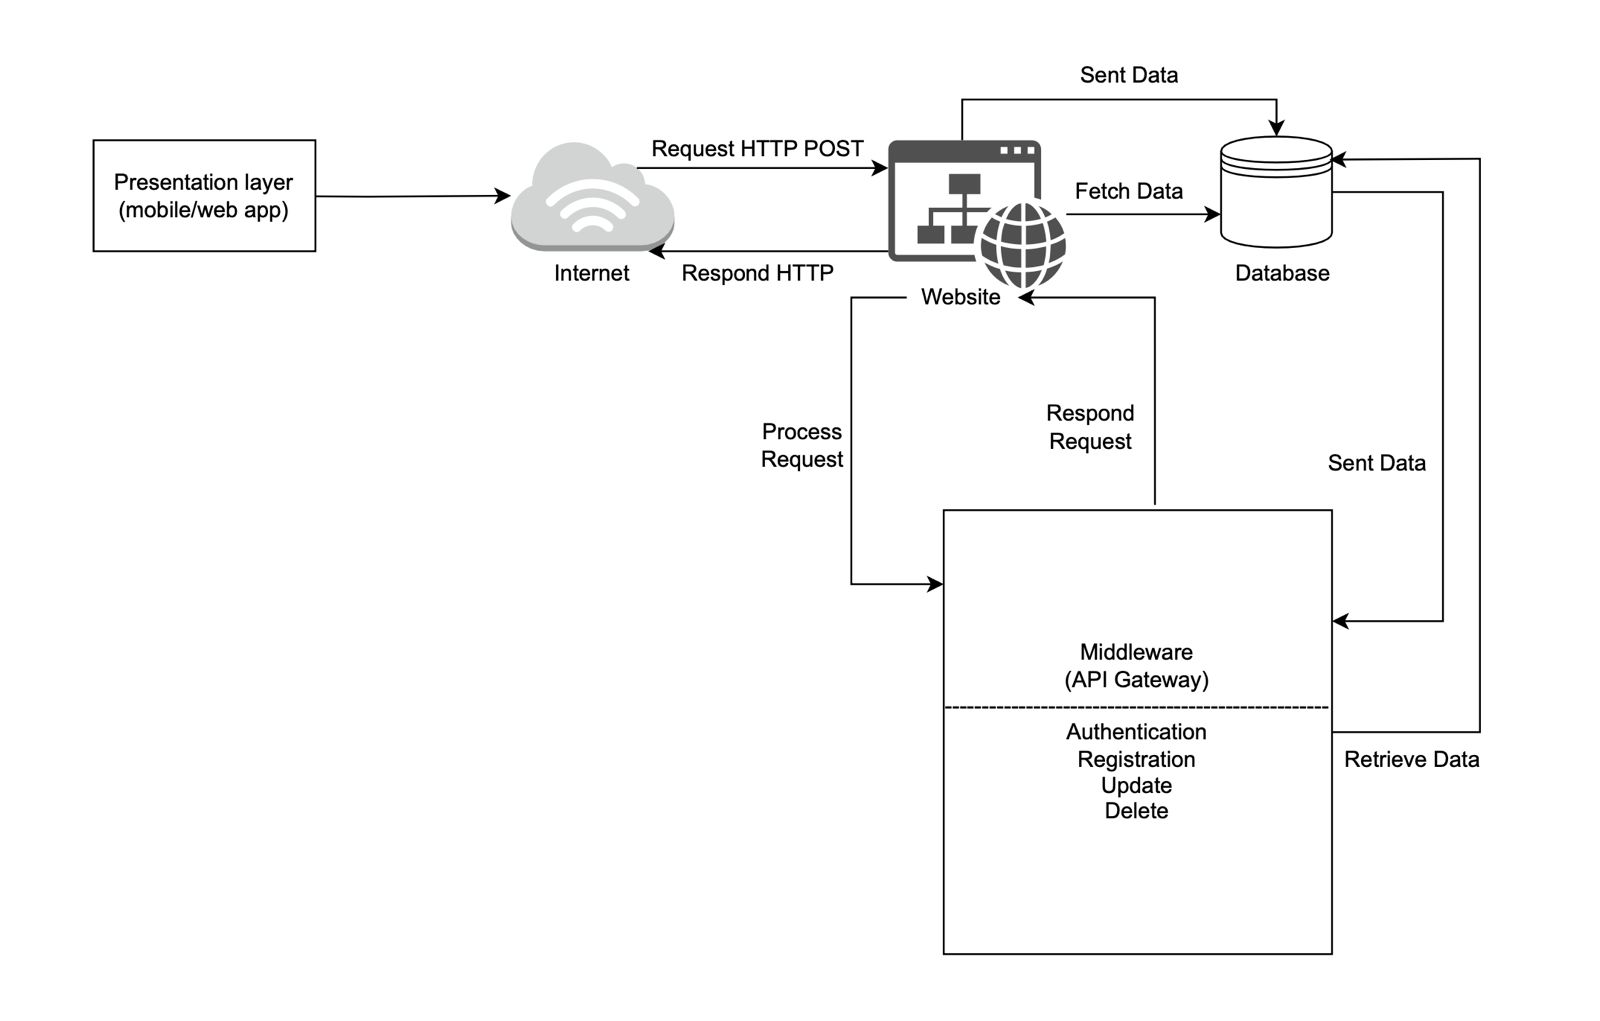 Sent Data
Request HTTP POST
Presentation layer
(mobile/web app)
Fetch Data
Internet
Respond HTTP
Database
Website
Process
Request
Respond
Request
Sent Data
Middleware
(API Gateway)
Authentication
Registration
Update
Delete
Retrieve Data